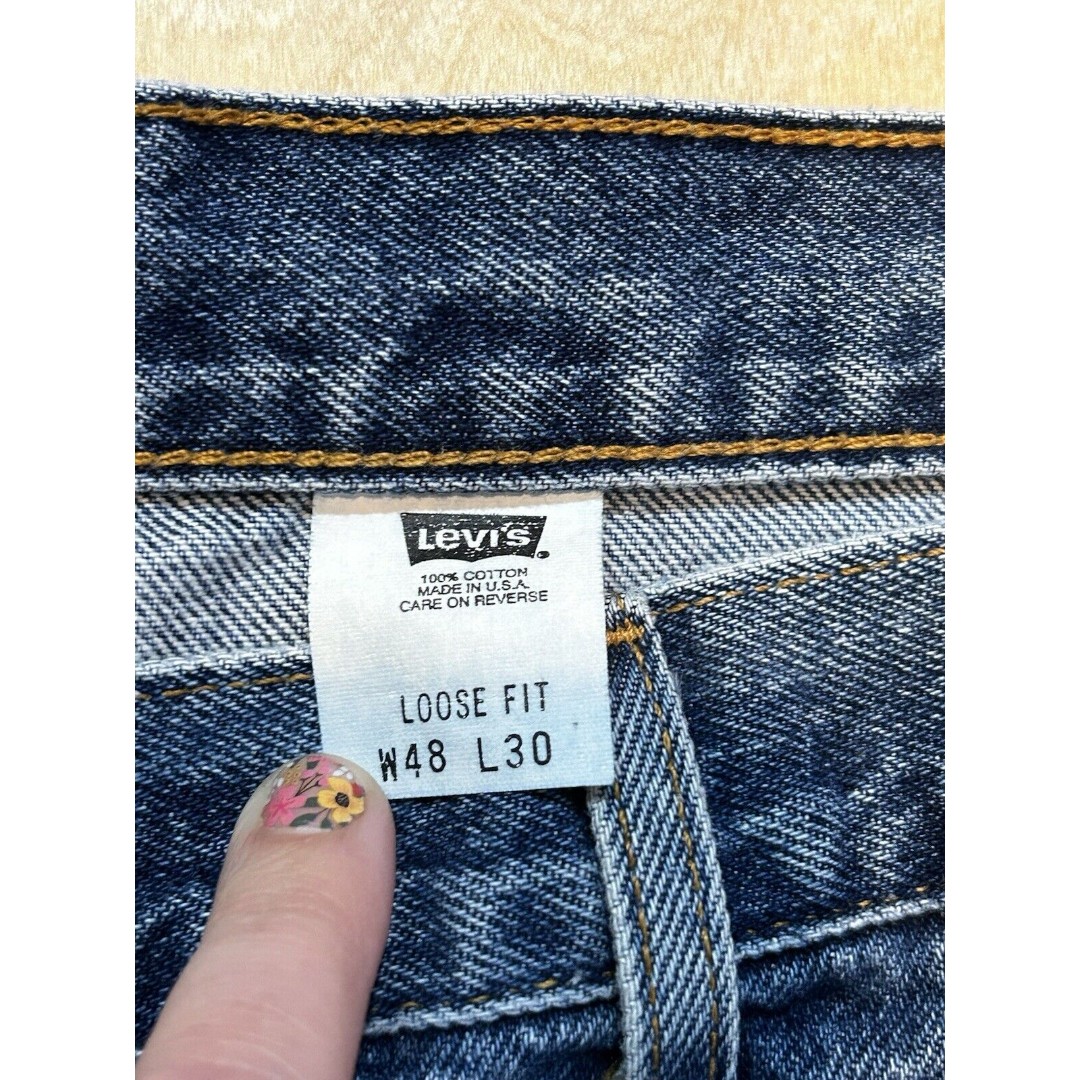 Levi's
100% COTTON
MADE IN U.S.A.
CARE ON REVERSE
LOOSE FIT
W48 L30